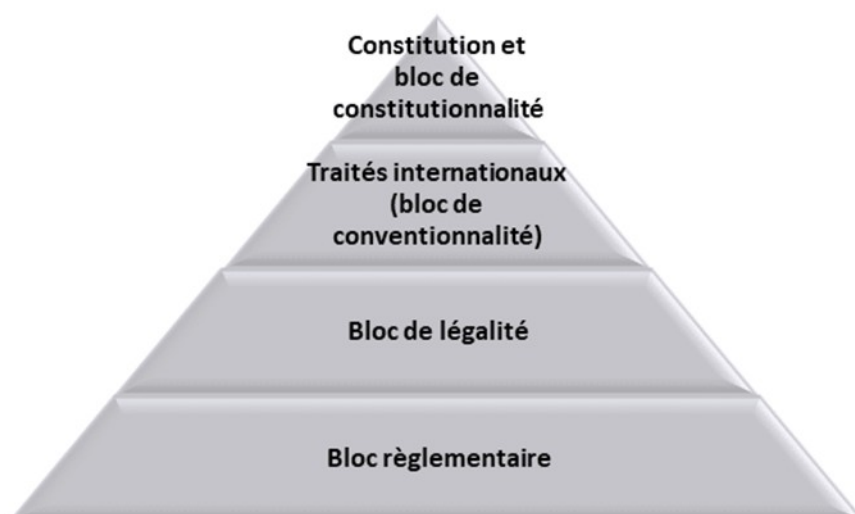 Constitution et
bloc de
constitutionnalité
Traités internationaux
(bloc de
conventionnalité)
Bloc de légalité
Bloc règlementaire